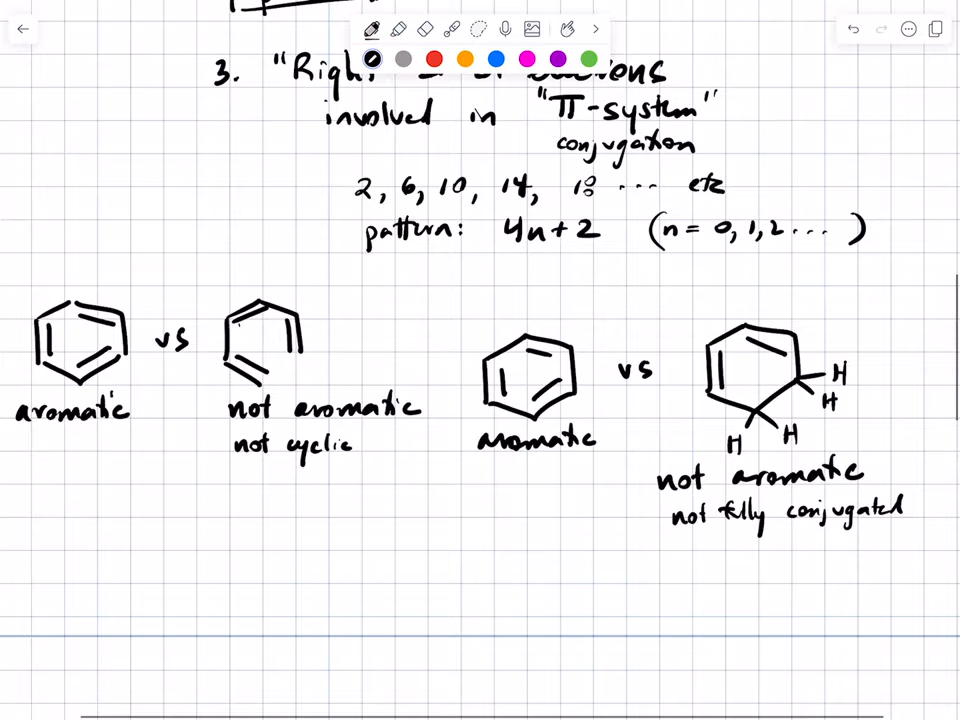 3. "Right
involved in "π-system"
conjugation
2, 6, 10, 14, 18 ... etc
pattern: 4n+2 (n = 0, 1, 2 ... )
vs
aromatic
not aromatic
not cyclic
vs
aromatic
H
H
H
H
not aromatic
not fully conjugated